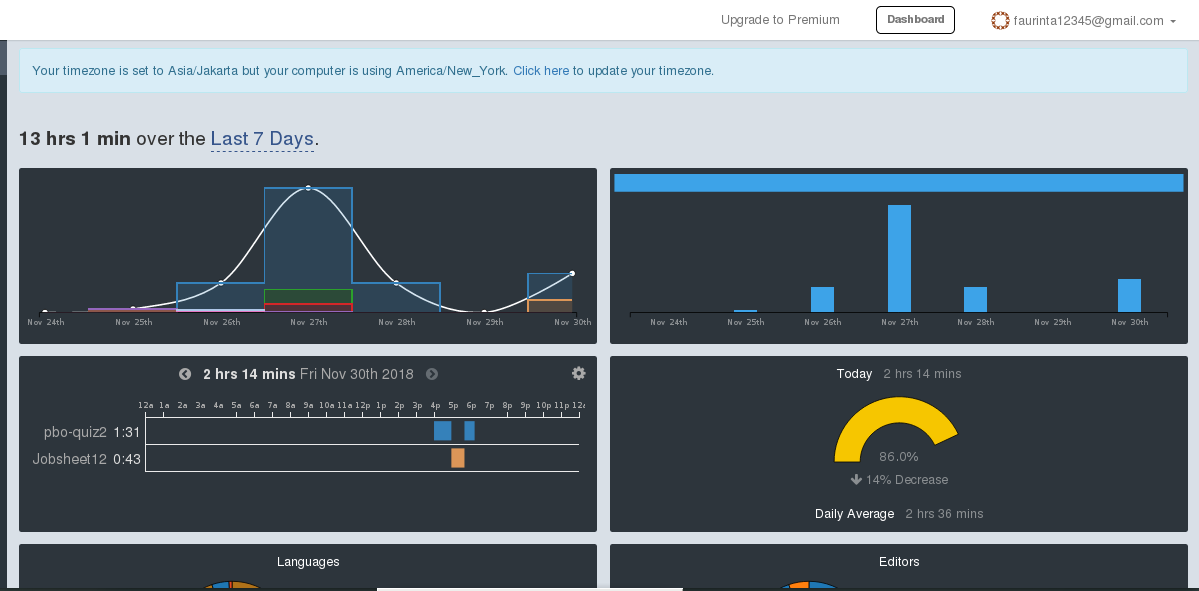 Upgrade to Premium Dashboard faurinta12345@gmail.com
Your timezone is set to Asia/Jakarta but your computer is using America/New_York. Click here to update your timezone.
13 hrs 1 min over the Last 7 Days.
Nov 24th Nov 25th Nov 26th Nov 27th Nov 28th Nov 29th Nov 30th
Nov 24th Nov 25th Nov 26th Nov 27th Nov 28th Nov 29th Nov 30th
2 hrs 14 mins Fri Nov 30th 2018
12a 1a 2a 3a 4a 5a 6a 7a 8a 9a 10a 11a 12p 1p 2p 3p 4p 5p 6p 7p 8p 9p 10p 11p 12a
pbo-quiz2 1:31
Jobsheet12 0:43
Today 2 hrs 14 mins
86.0%
14% Decrease
Daily Average 2 hrs 36 mins
Languages
Editors